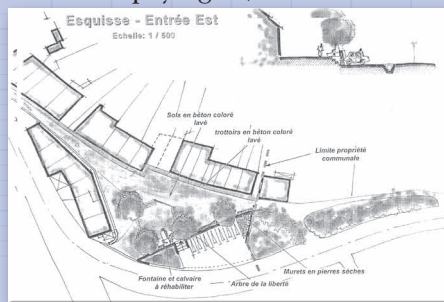 Esquisse - Entrée Est
Echelle: 1 / 500
Sols en béton coloré
lavé
trottoirs en béton coloré
lavé
Limite propriété
communale
Fontaine et calvaire
à réhabiliter
Arbre de la liberté
Murets en pierres sèches